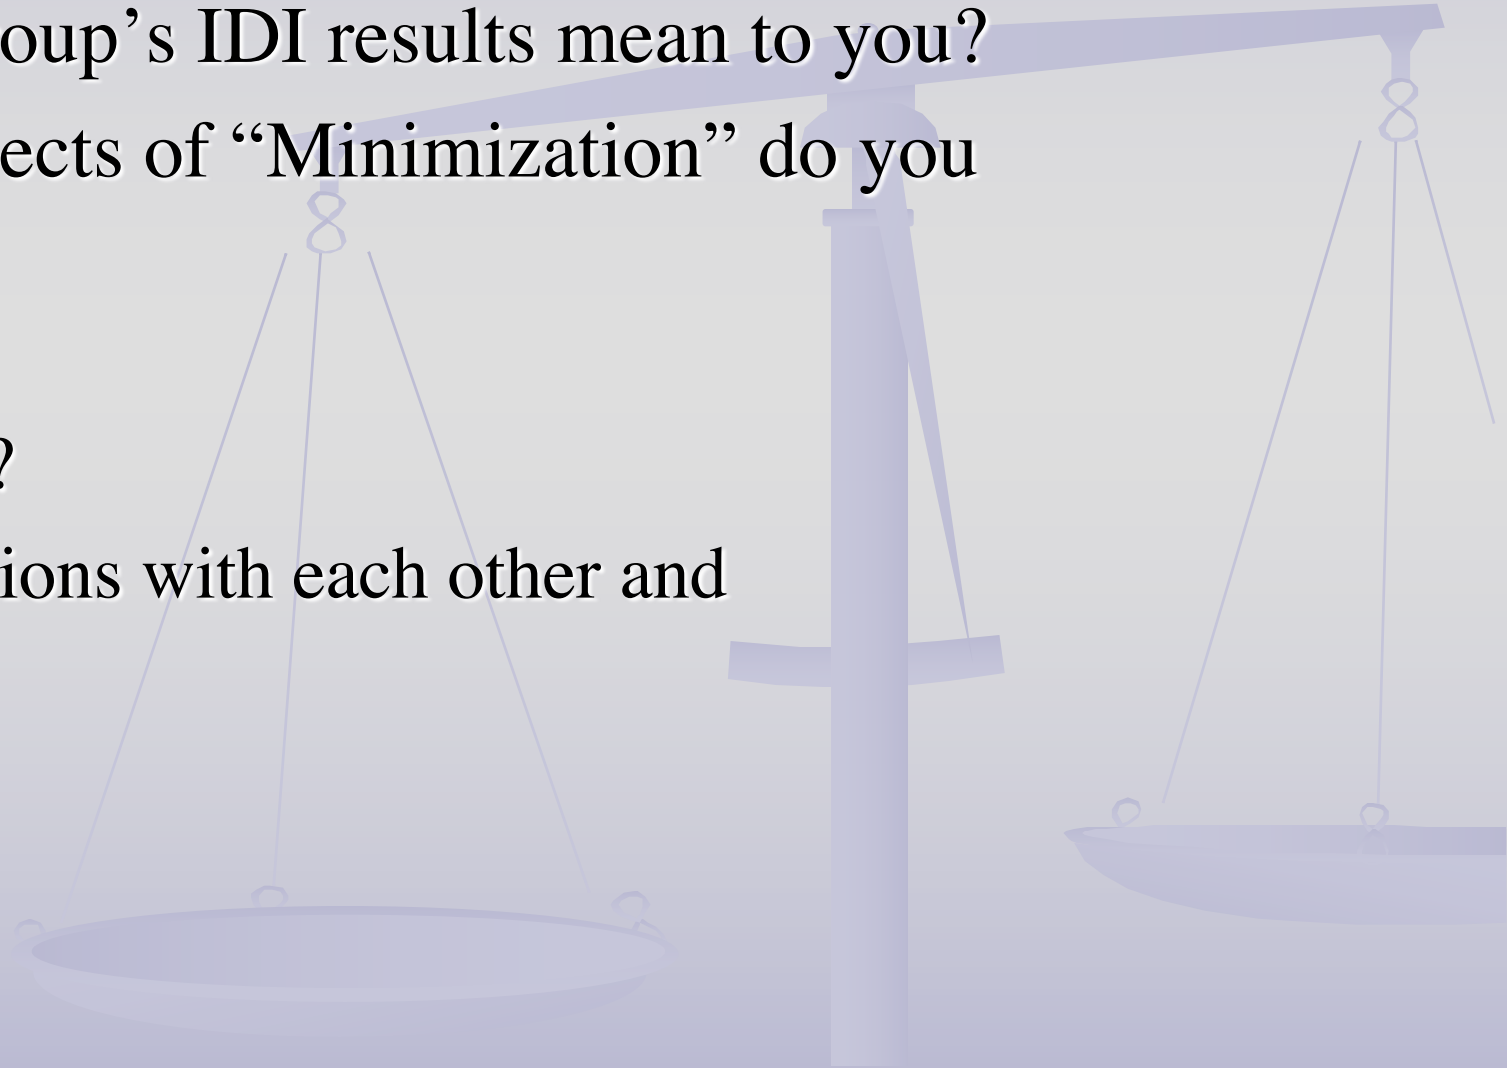 oup’s IDI results mean to you?
ects of “Minimization” do you
?
ions with each other and